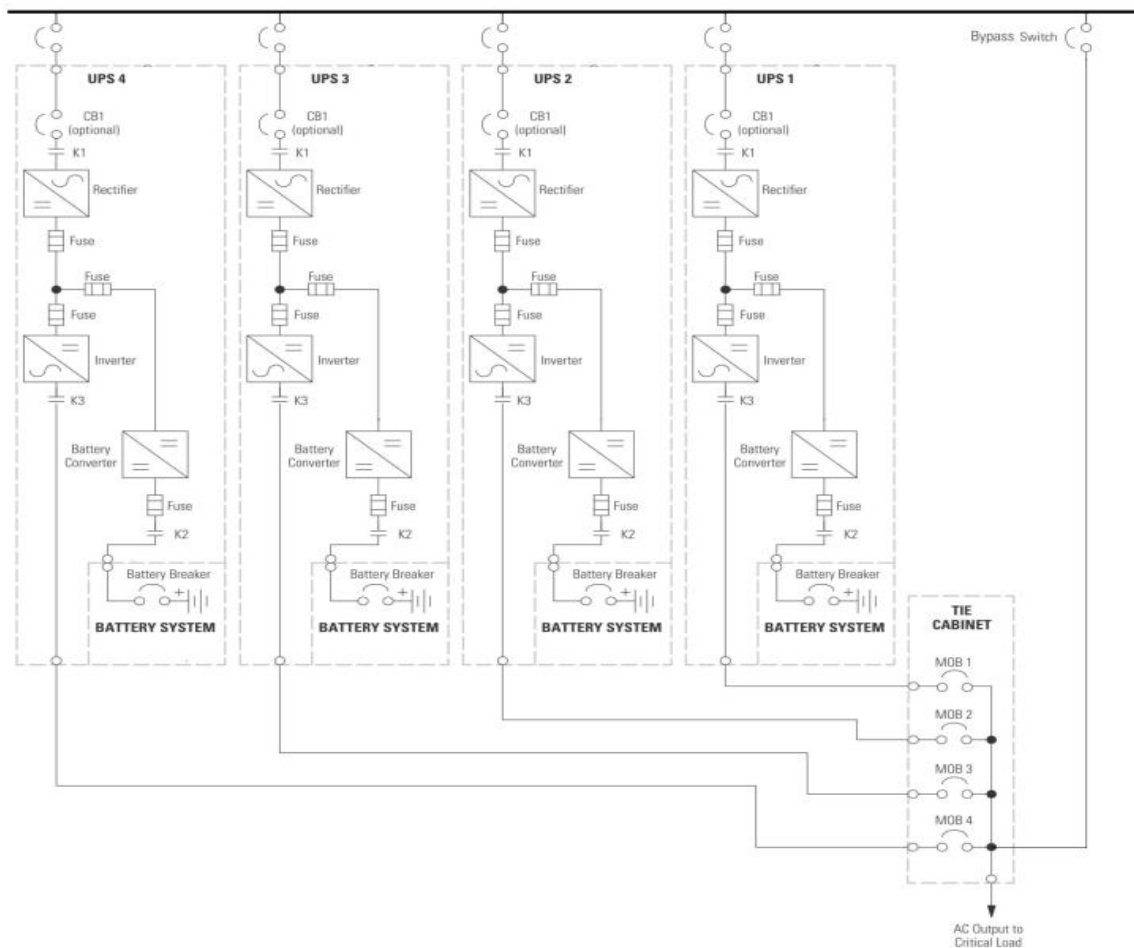 Bypass Switch
UPS 4
UPS 3
UPS 2
UPS 1
CB1
(optional)
CB1
(optional)
CB1
(optional)
CB1
(optional)
K1
K1
K1
K1
Rectifier
Rectifier
Rectifier
Rectifier
Fuse
Fuse
Fuse
Fuse
Fuse
Fuse
Fuse
Fuse
Fuse
Fuse
Fuse
Fuse
Inverter
Inverter
Inverter
Inverter
K3
K3
K3
K3
Battery
Converter
Battery
Converter
Battery
Converter
Battery
Converter
Fuse
Fuse
Fuse
Fuse
K2
K2
K2
K2
Battery Breaker
Battery Breaker
Battery Breaker
Battery Breaker
+
+
+
+
BATTERY SYSTEM
BATTERY SYSTEM
BATTERY SYSTEM
BATTERY SYSTEM
TIE
CABINET
MOB 1
MOB 2
MOB 3
MOB 4
AC Output to
Critical Load